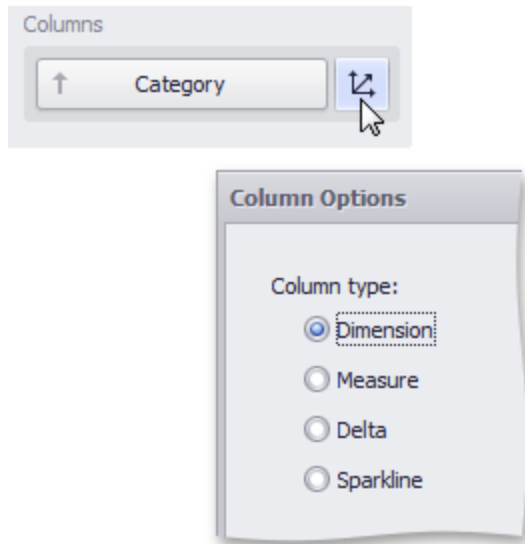 Columns
Category
Column Options
Column type:
Dimension
Measure
Delta
Sparkline